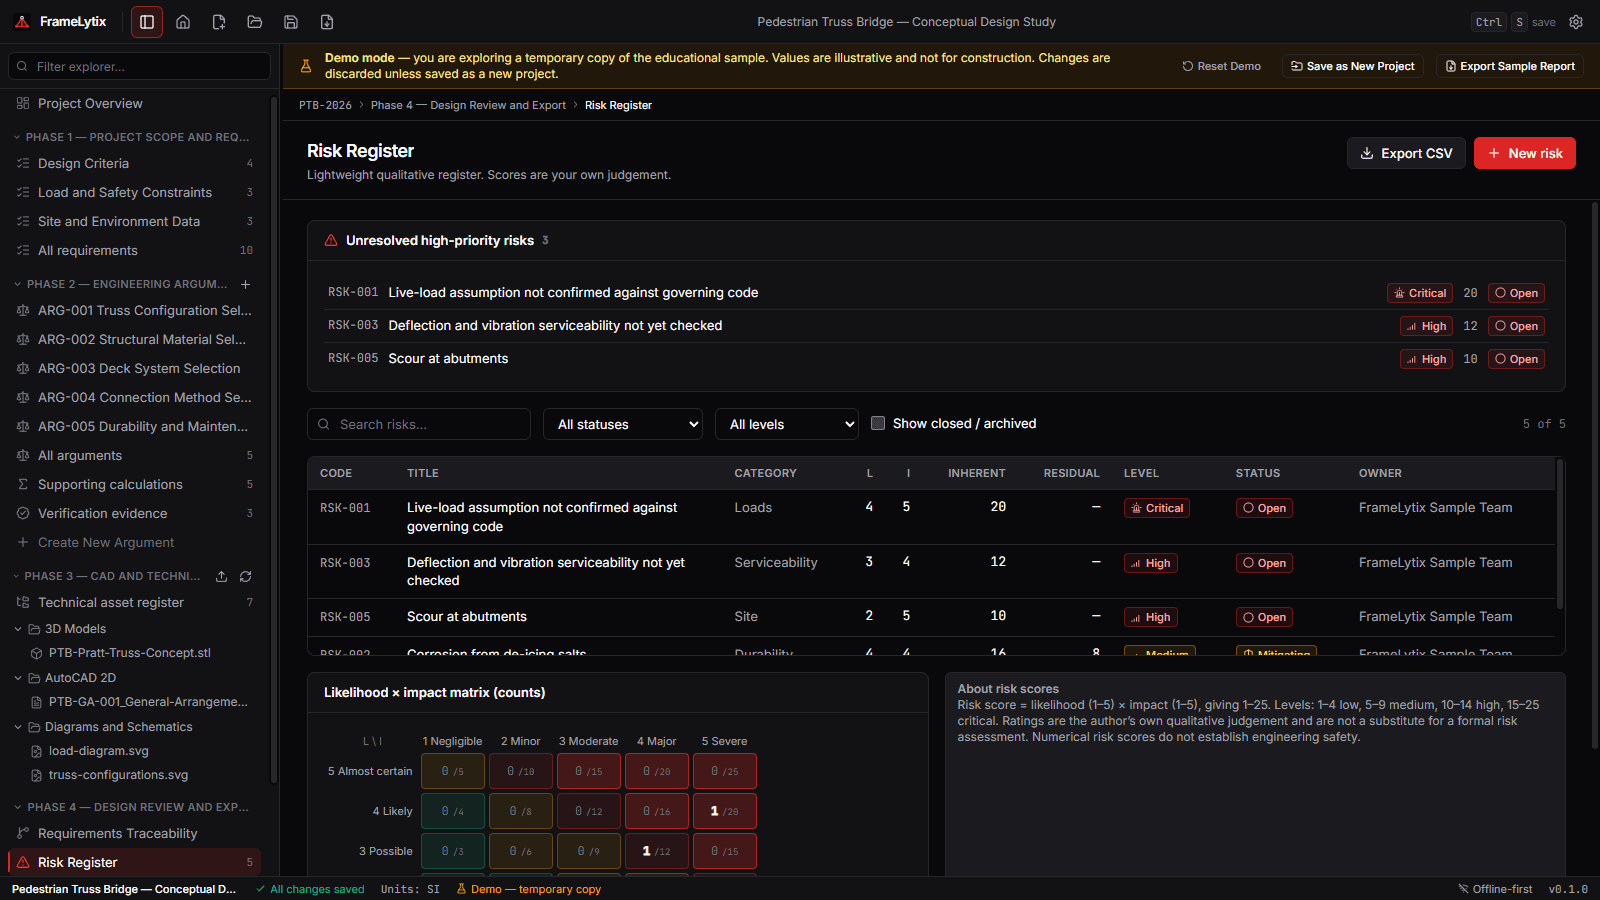 FrameLytix
Pedestrian Truss Bridge — Conceptual Design Study
Ctrl S save
Filter explorer...
Demo mode — you are exploring a temporary copy of the educational sample. Values are illustrative and not for construction. Changes are
discarded unless saved as a new project.
Reset Demo
Save as New Project
Export Sample Report
PTB-2026 › Phase 4 — Design Review and Export › Risk Register
Project Overview
PHASE 1 — PROJECT SCOPE AND REQ...
Design Criteria 4
Load and Safety Constraints 3
Site and Environment Data 3
All requirements 10
PHASE 2 — ENGINEERING ARGUM...
ARG-001 Truss Configuration Sel...
ARG-002 Structural Material Sel...
ARG-003 Deck System Selection
ARG-004 Connection Method Se...
ARG-005 Durability and Mainten...
All arguments 5
Supporting calculations 5
Verification evidence 3
Create New Argument
PHASE 3 — CAD AND TECHNI...
Technical asset register 7
3D Models
PTB-Pratt-Truss-Concept.stl
AutoCAD 2D
PTB-GA-001_General-Arrangeme...
Diagrams and Schematics
load-diagram.svg
truss-configurations.svg
PHASE 4 — DESIGN REVIEW AND EXP...
Requirements Traceability
Risk Register 5
Risk Register
Lightweight qualitative register. Scores are your own judgement.
Export CSV
New risk
Unresolved high-priority risks 3
RSK-001 Live-load assumption not confirmed against governing code Critical 20 Open
RSK-003 Deflection and vibration serviceability not yet checked High 12 Open
RSK-005 Scour at abutments High 10 Open
Search risks...
All statuses
All levels
Show closed / archived
5 of 5
CODE TITLE CATEGORY L I INHERENT RESIDUAL LEVEL STATUS OWNER
RSK-001 Live-load assumption not confirmed against Loads 4 5 20 — Critical Open FrameLytix Sample Team
governing code
RSK-003 Deflection and vibration serviceability not yet Serviceability 3 4 12 — High Open FrameLytix Sample Team
checked
RSK-005 Scour at abutments Site 2 5 10 — High Open FrameLytix Sample Team
RSK-002 Corrosion from de-icing salts Durability 4 4 16 8 Medium Mitigating FrameLytix Sample Team
Likelihood × impact matrix (counts)
L \ I 1 Negligible 2 Minor 3 Moderate 4 Major 5 Severe
5 Almost certain 0 /5 0 /10 0 /15 0 /20 0 /25
4 Likely 0 /4 0 /8 0 /12 0 /16 1 /20
3 Possible 0 /3 0 /6 0 /9 1 /12 0 /15
About risk scores
Risk score = likelihood (1–5) × impact (1–5), giving 1–25. Levels: 1–4 low, 5–9 medium, 10–14 high, 15–25
critical. Ratings are the author's own qualitative judgement and are not a substitute for a formal risk
assessment. Numerical risk scores do not establish engineering safety.
Pedestrian Truss Bridge — Conceptual D...
All changes saved
Units: SI
Demo — temporary copy
Offline-first
v0.1.0